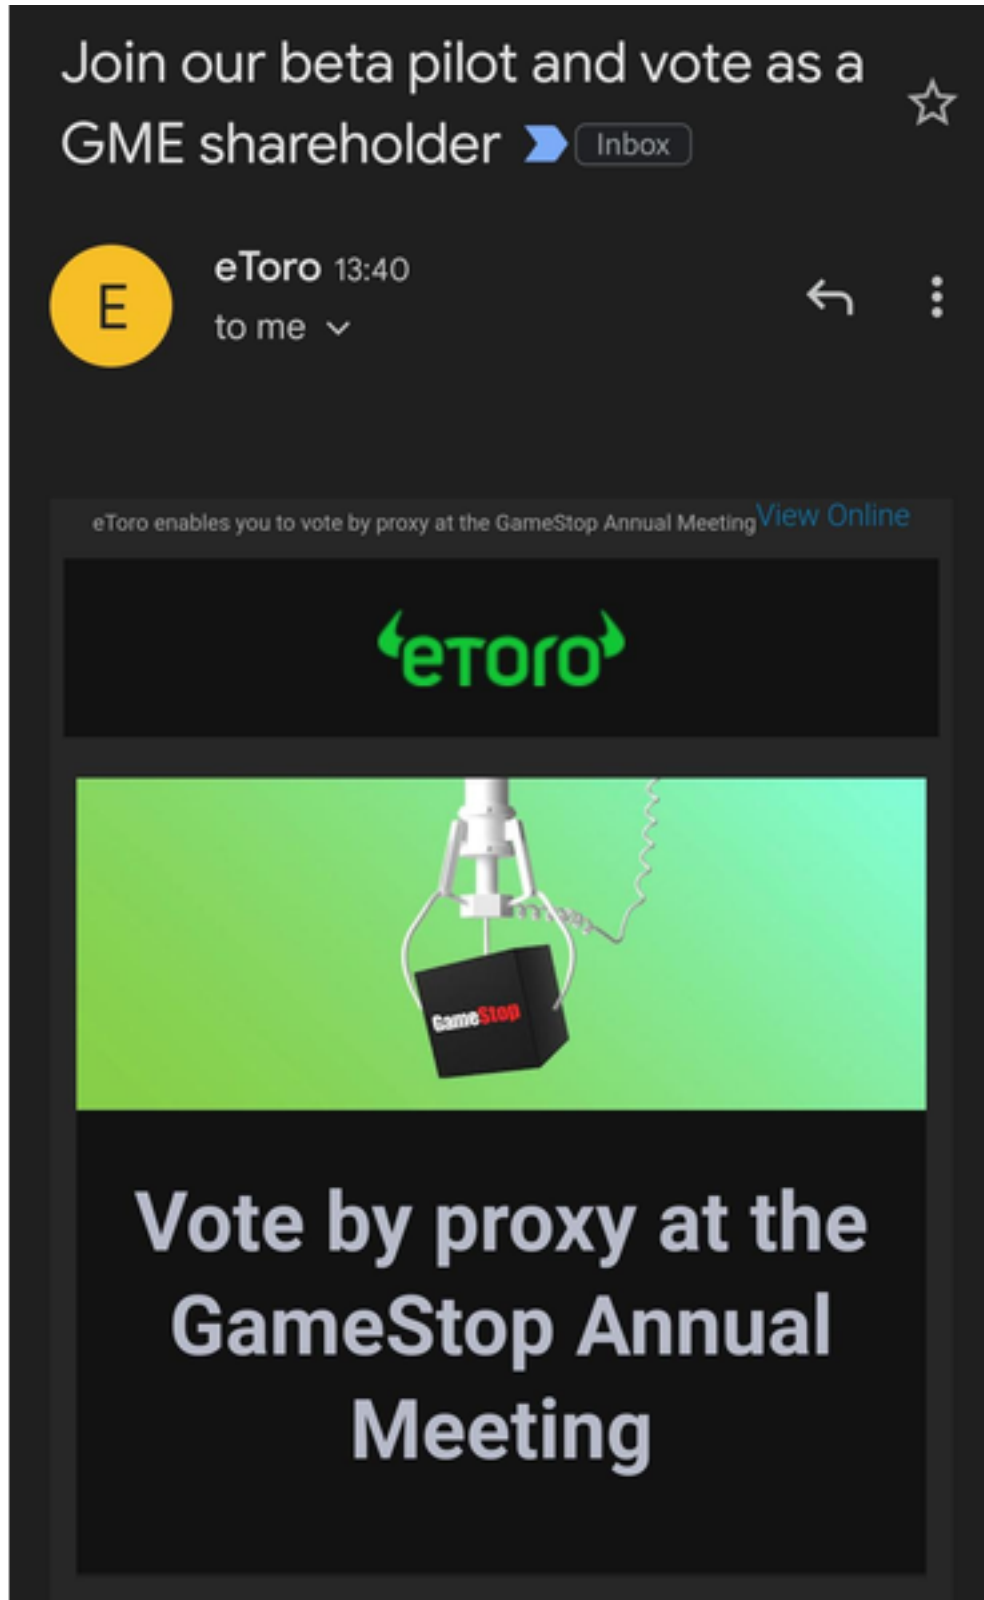 Join our beta pilot and vote as a
GME shareholder Inbox
E
eToro 13:40
to me
eToro enables you to vote by proxy at the GameStop Annual Meeting View Online
eToro
GameStop
Vote by proxy at the
GameStop Annual
Meeting